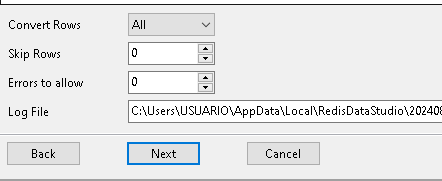 Convert Rows All
Skip Rows 0
Errors to allow 0
Log File C:\Users\USUARIO\AppData\Local\RedisDataStudio\202408
Back Next Cancel